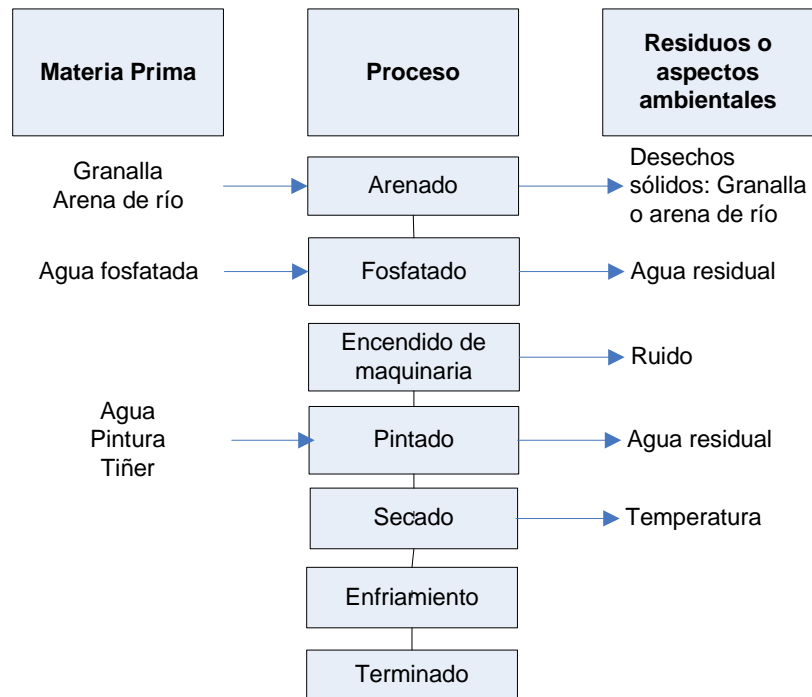 Materia Prima
Proceso
Residuos o
aspectos
ambientales
Granalla
Arena de río
Arenado
Desechos
sólidos: Granalla
o arena de río
Agua fosfatada
Fosfatado
Agua residual
Encendido de
maquinaria
Ruido
Agua
Pintura
Tiñer
Pintado
Agua residual
Secado
Temperatura
Enfriamiento
Terminado